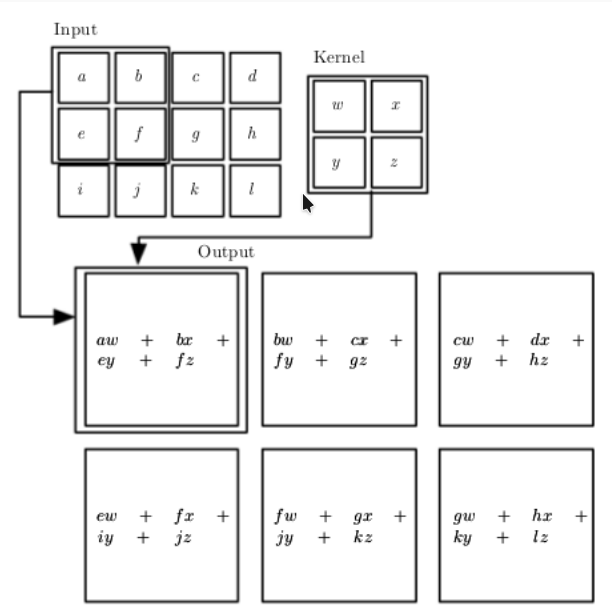 Input
Kernel
a b c d
w x
e f g h
y z
i j k l
Output
aw + bx +
ey + fz
bw + cx +
fy + gz
cw + dx +
gy + hz
ew + fx +
iy + jz
fw + gx +
jy + kz
gw + hx +
ky + lz